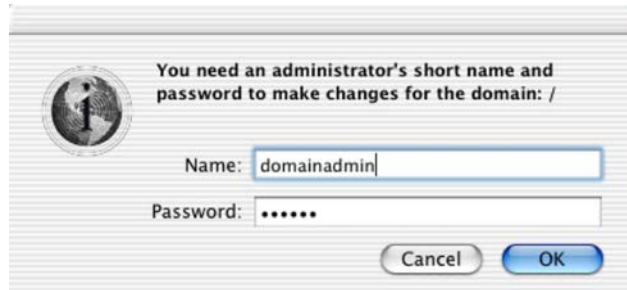 You need an administrator's short name and
password to make changes for the domain: /
Name: domainadmin
Password: ••••••
Cancel OK